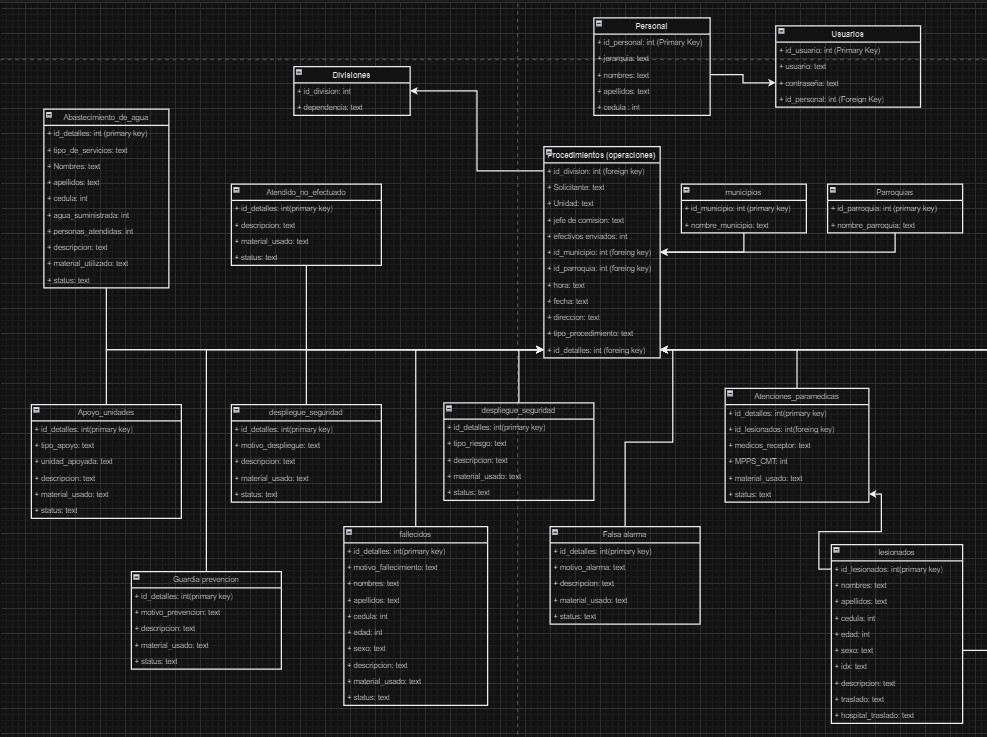 Personal
+ id_personal: int (Primary Key)
+ jerarquia: text
+ nombres: text
+ apellidos: text
+ cedula : int
Usuarios
+ id_usuario: int (Primary Key)
+ usuario: text
+ contraseña: text
+ id_personal: int (Foreign Key)
Divisiones
+ id_division: int
+ dependencia: text
Abastecimiento_de_agua
+ id_detalles: int (primary key)
+ tipo_de_servicios: text
+ Nombres: text
+ apellidos: text
+ cedula: int
+ agua_suministrada: int
+ personas_atendidas: int
+ descripcion: text
+ material_utilizado: text
+ status: text
Atendido_no_efectuado
+ id_detalles: int(primary key)
+ descripcion: text
+ material_usado: text
+ status: text
Procedimientos (operaciones)
+ id_division: int (foreign key)
+ Solicitante: text
+ Unidad: text
+ jefe de comision: text
+ efectivos enviados: int
+ id_municipio: int (foreing key)
+ id_parroquia: int (foreing key)
+ hora: text
+ fecha: text
+ direccion: text
+ tipo_procedimiento: text
+ id_detalles: int (foreing key)
municipios
+ id_municipio: int (primary key)
+ nombre_municipio: text
Parroquias
+ id_parroquia: int (primary key)
+ nombre_parroquia: text
Apoyo_unidades
+ id_detalles: int(primary key)
+ tipo_apoyo: text
+ unidad_apoyada: text
+ descripcion: text
+ material_usado: text
+ status: text
despliegue_seguridad
+ id_detalles: int(primary key)
+ motivo_despliegue: text
+ descripcion: text
+ material_usado: text
+ status: text
despliegue_seguridad
+ id_detalles: int(primary key)
+ tipo_riesgo: text
+ descripcion: text
+ material_usado: text
+ status: text
Atenciones_paramedicas
+ id_detalles: int(primary key)
+ id_lesionados: int(foreing key)
+ medicos_receptor: text
+ MPPS_CMT: int
+ material_usado: text
+ status: text
Guardia prevencion
+ id_detalles: int(primary key)
+ motivo_prevencion: text
+ descripcion: text
+ material_usado: text
+ status: text
fallecidos
+ id_detalles: int(primary key)
+ motivo_fallecimiento: text
+ nombres: text
+ apellidos: text
+ cedula: int
+ edad: int
+ sexo: text
+ descripcion: text
+ material_usado: text
+ status: text
Falsa alarma
+ id_detalles: int(primary key)
+ motivo_alarma: text
+ descripcion: text
+ material_usado: text
+ status: text
lesionados
+ id_lesionados: int(primary key)
+ nombres: text
+ apellidos: text
+ cedula: int
+ edad: int
+ sexo: text
+ idx: text
+ descripcion: text
+ traslado: text
+ hospital_traslado: text